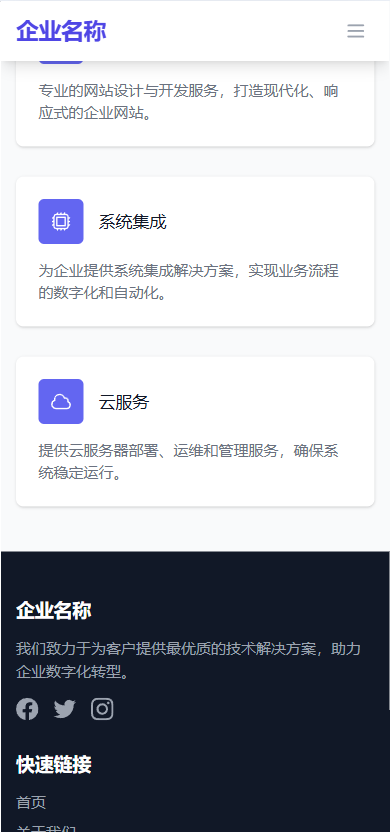 企业名称
专业的网站设计与开发服务，打造现代化、响
应式的企业网站。
系统集成
为企业提供系统集成解决方案，实现业务流程
的数字化和自动化。
云服务
提供云服务器部署、运维和管理服务，确保系
统稳定运行。
企业名称
我们致力于为客户提供最优质的技术解决方案，助力
企业数字化转型。
快速链接
首页
关于我们